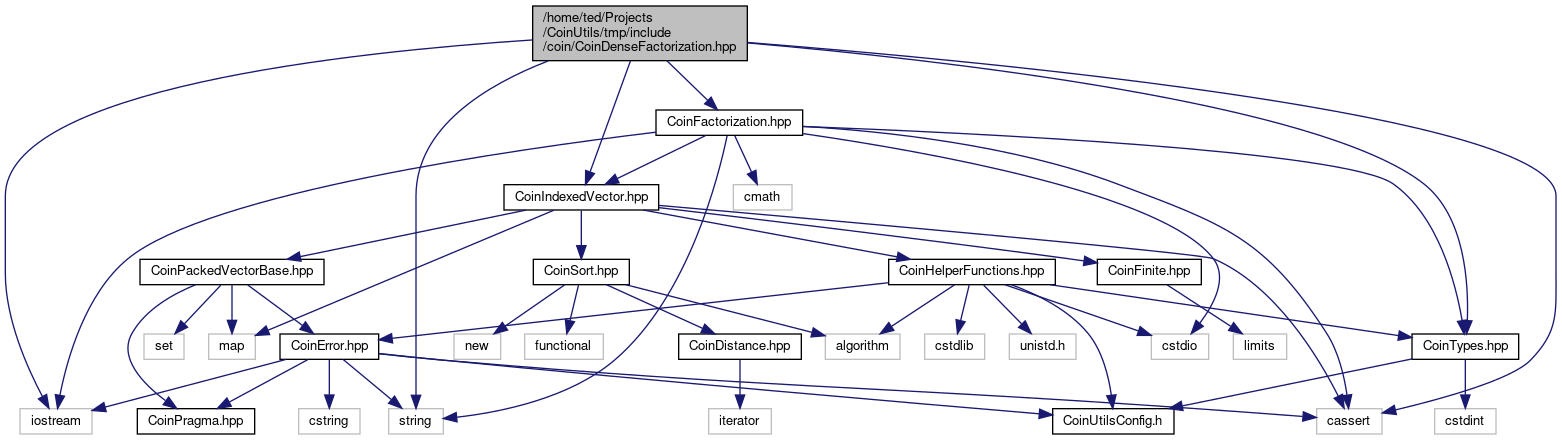 /home/ted/Projects
/CoinUtils/tmp/include
/coin/CoinDenseFactorization.hpp
CoinFactorization.hpp
CoinIndexedVector.hpp
cmath
CoinPackedVectorBase.hpp
CoinSort.hpp
CoinHelperFunctions.hpp
CoinFinite.hpp
set
map
CoinError.hpp
new
functional
CoinDistance.hpp
algorithm
cstdlib
unistd.h
cstdio
limits
CoinTypes.hpp
iostream
CoinPragma.hpp
cstring
string
iterator
CoinUtilsConfig.h
cassert
cstdint